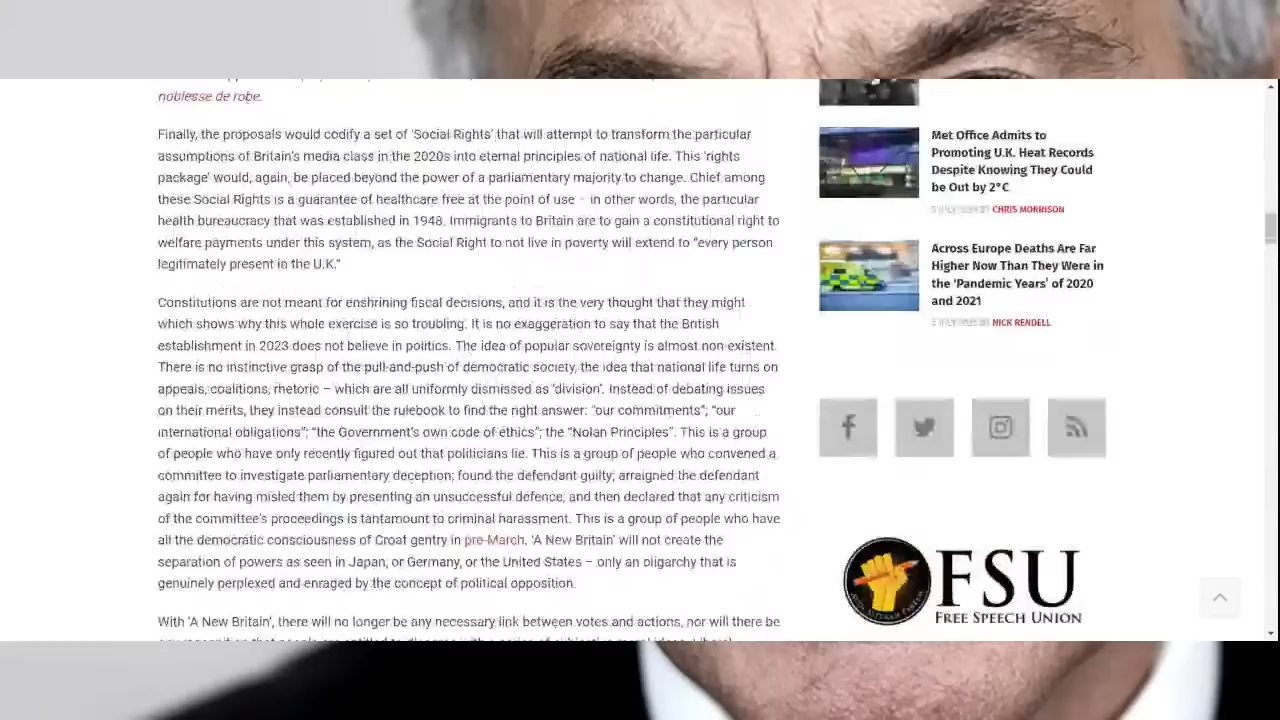 noblesse de robe.
Finally, the proposals would codify a set of 'Social Rights' that will attempt to transform the particular
assumptions of Britain's media class in the 2020s into eternal principles of national life. This 'rights
package' would, again, be placed beyond the power of a parliamentary majority to change. Chief among
these Social Rights is a guarantee of healthcare free at the point of use – in other words, the particular
health bureaucracy that was established in 1948. Immigrants to Britain are to gain a constitutional right to
welfare payments under this system, as the Social Right to not live in poverty will extend to "every person
legitimately present in the U.K."
Constitutions are not meant for enshrining fiscal decisions, and it is the very thought that they might
which shows why this whole exercise is so troubling. It is no exaggeration to say that the British
establishment in 2023 does not believe in politics. The idea of popular sovereignty is almost non-existent.
There is no instinctive grasp of the pull-and-push of democratic society, the idea that national life turns on
appeals, coalitions, rhetoric – which are all uniformly dismissed as 'division'. Instead of debating issues
on their merits, they instead consult the rulebook to find the right answer: "our commitments"; "our
international obligations"; "the Government's own code of ethics"; the "Nolan Principles". This is a group
of people who have only recently figured out that politicians lie. This is a group of people who convened a
committee to investigate parliamentary deception; found the defendant guilty; arraigned the defendant
again for having misled them by presenting an unsuccessful defence; and then declared that any criticism
of the committee's proceedings is tantamount to criminal harassment. This is a group of people who have
all the democratic consciousness of Croat gentry in pre-March. 'A New Britain' will not create the
separation of powers as seen in Japan, or Germany, or the United States – only an oligarchy that is
genuinely perplexed and enraged by the concept of political opposition.
With 'A New Britain', there will no longer be any necessary link between votes and actions, nor will there be
Met Office Admits to
Promoting U.K. Heat Records
Despite Knowing They Could
be Out by 2°C
BY CHRIS MORRISON
Across Europe Deaths Are Far
Higher Now Than They Were in
the 'Pandemic Years' of 2020
and 2021
BY NICK RENDELL
FSU
FREE SPEECH UNION